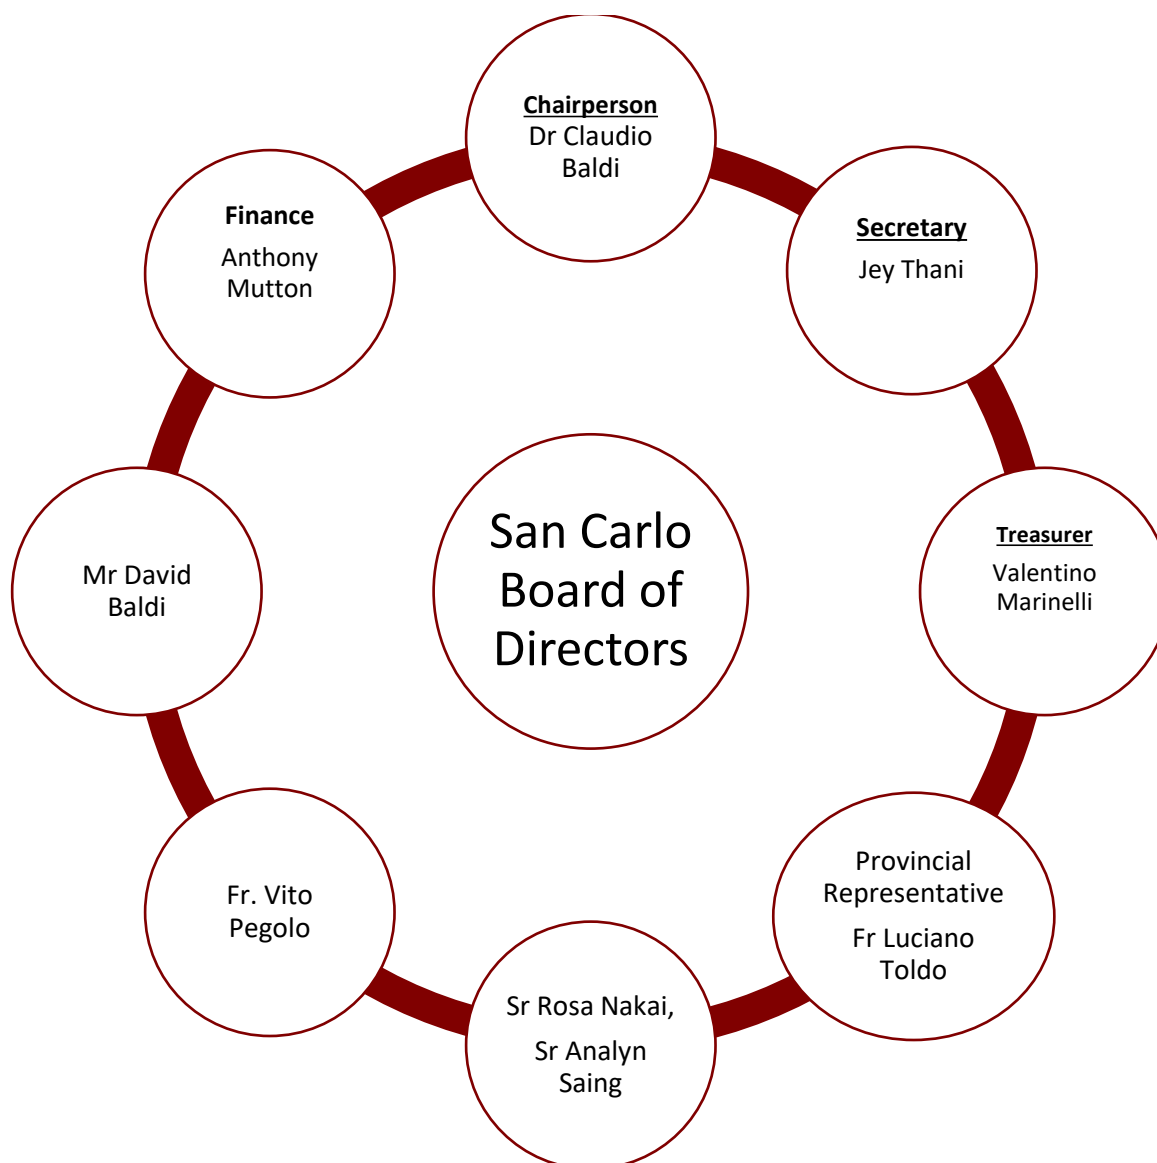 Chairperson
Dr Claudio
Baldi
Secretary
Jey Thani
Treasurer
Valentino
Marinelli
Provincial
Representative
Fr Luciano
Toldo
Sr Rosa Nakai,
Sr Analyn
Saing
Fr. Vito
Pegolo
Mr David
Baldi
Finance
Anthony
Mutton
San Carlo
Board of
Directors